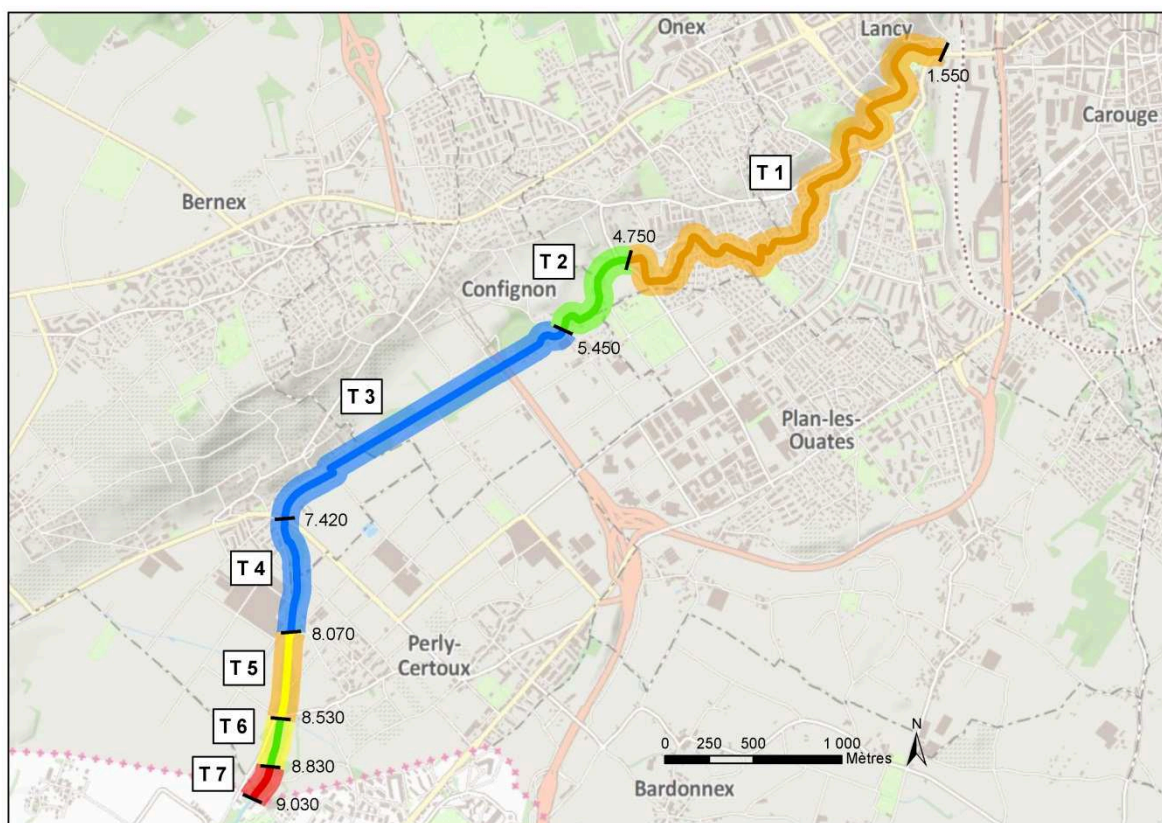 Onex
Lancy
1.550
Carouge
T 1
Bernex
4.750
T 2
Confignon
5.450
T 3
Plan-les-
Ouates
7.420
T 4
8.070
Perly-
Certoux
T 5
T 6
8.530
N
0 250 500 1 000
Mètres
T 7
8.830
Bardonnex
9.030